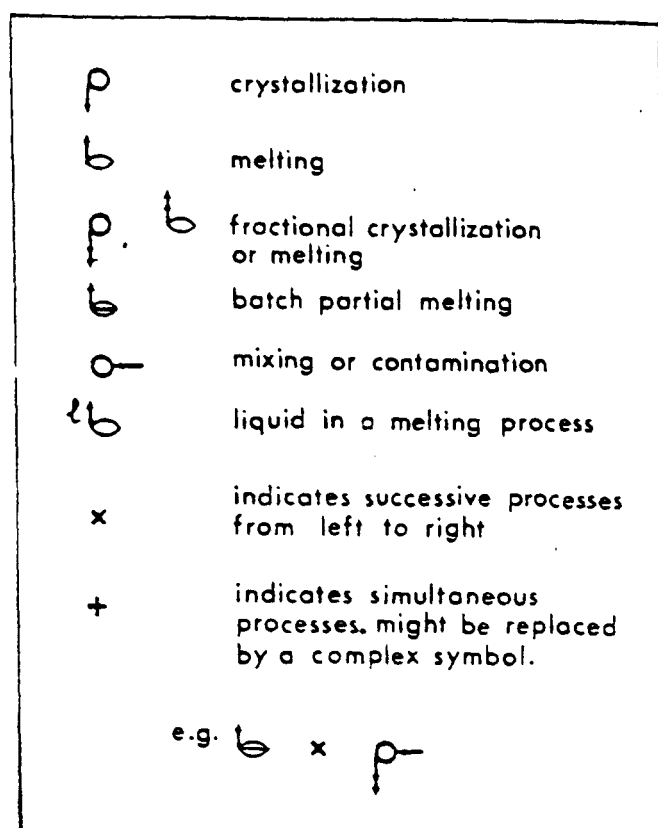 crystallization
melting
fractional crystallization
or melting
batch partial melting
mixing or contamination
ℓ liquid in a melting process
x indicates successive processes
from left to right
+ indicates simultaneous
processes. might be replaced
by a complex symbol.
e.g. x